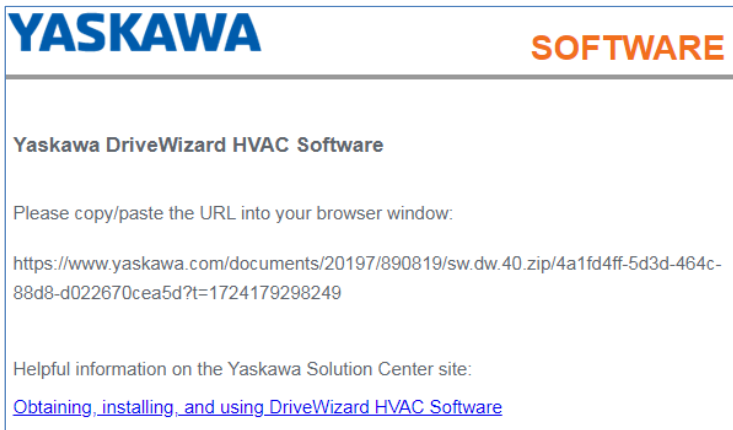 YASKAWA
SOFTWARE
Yaskawa DriveWizard HVAC Software
Please copy/paste the URL into your browser window:
https://www.yaskawa.com/documents/20197/890819/sw.dw.40.zip/4a1fd4ff-5d3d-464c-
88d8-d022670cea5d?t=1724179298249
Helpful information on the Yaskawa Solution Center site:
Obtaining, installing, and using DriveWizard HVAC Software